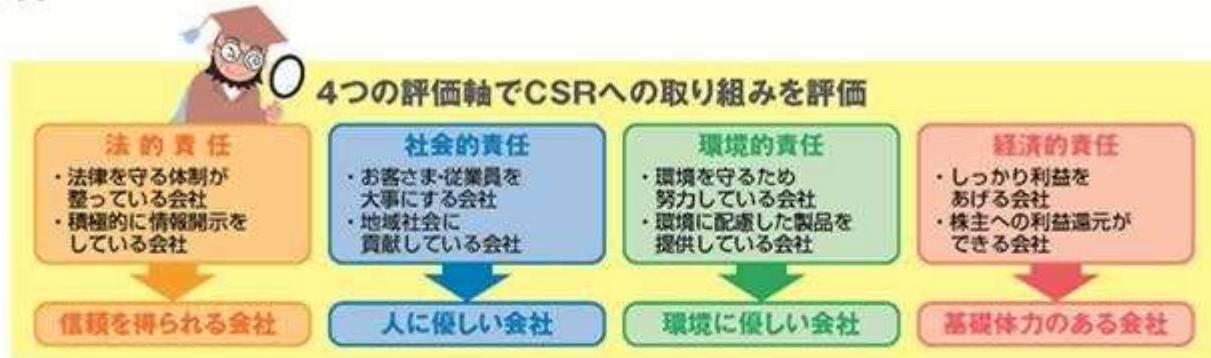 4つの評価軸でCSRへの取り組みを評価
法的責任
・法律を守る体制が
整っている会社
・積極的に情報開示を
している会社
信頼を得られる会社
社会的責任
・お客さま・従業員を
大事にする会社
・地域社会に
貢献している会社
人に優しい会社
環境的責任
・環境を守るため
努力している会社
・環境に配慮した製品を
提供している会社
環境に優しい会社
経済的責任
・しっかり利益を
あげる会社
・株主への利益還元が
できる会社
基礎体力のある会社